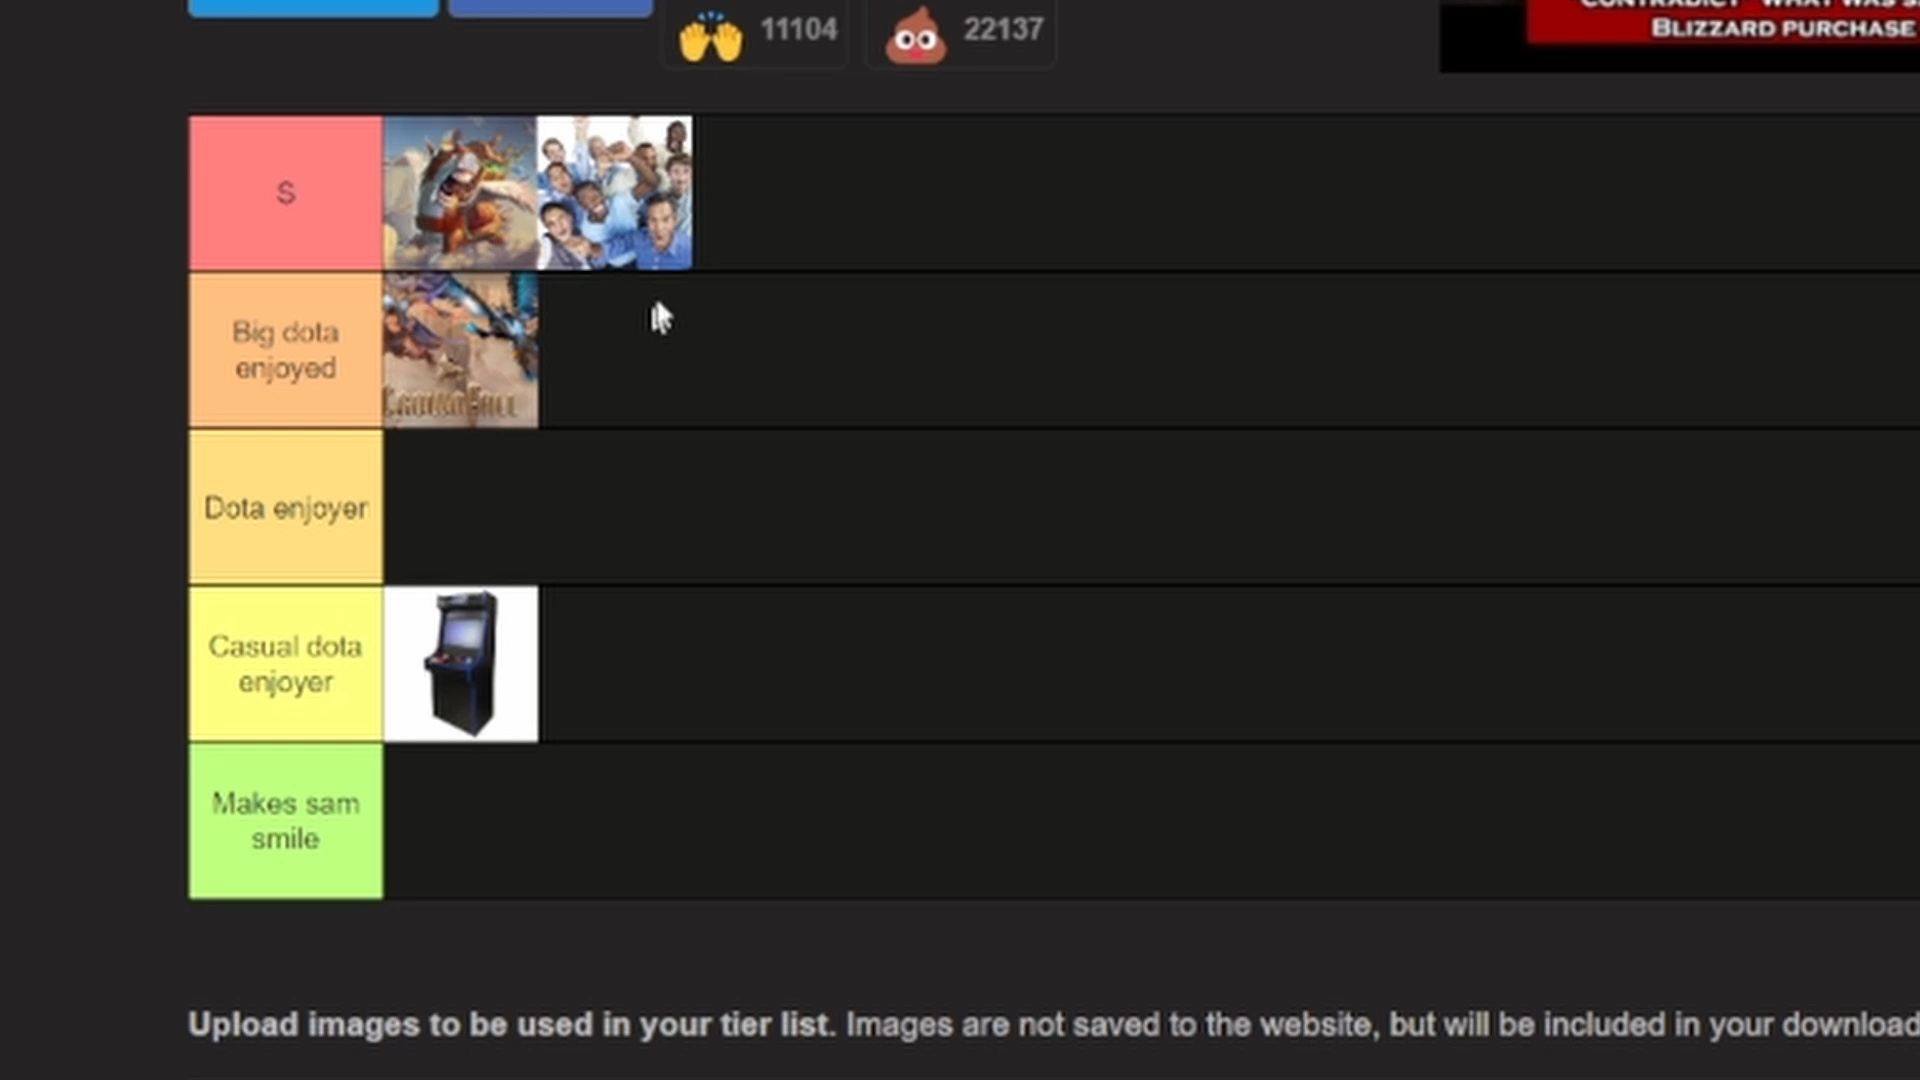 BLIZZARD PURCHASE
11104
22137
S
Big dota
enjoyed
CROWNFALL
Dota enjoyer
Casual dota
enjoyer
Makes sam
smile
Upload images to be used in your tier list. Images are not saved to the website, but will be included in your download